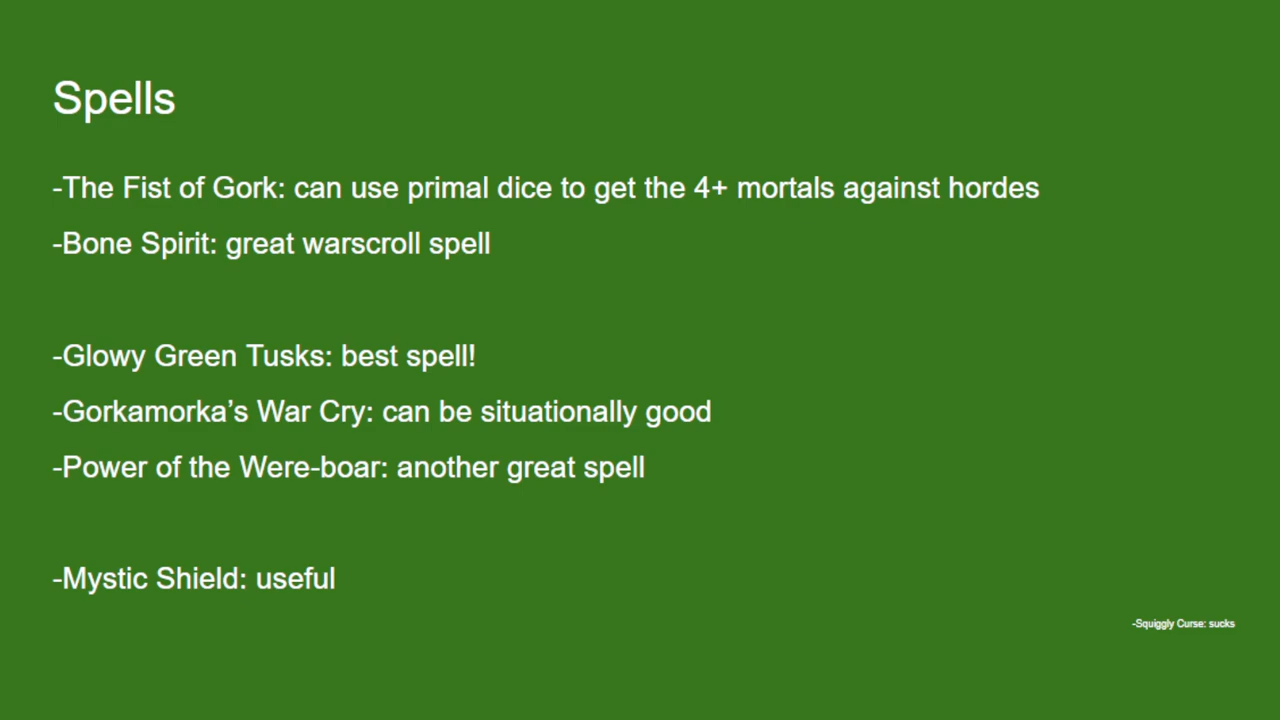 Spells
-The Fist of Gork: can use primal dice to get the 4+ mortals against hordes
-Bone Spirit: great warscroll spell
-Glowy Green Tusks: best spell!
-Gorkamorka’s War Cry: can be situationally good
-Power of the Were-boar: another great spell
-Mystic Shield: useful
-Squiggly Curse: sucks